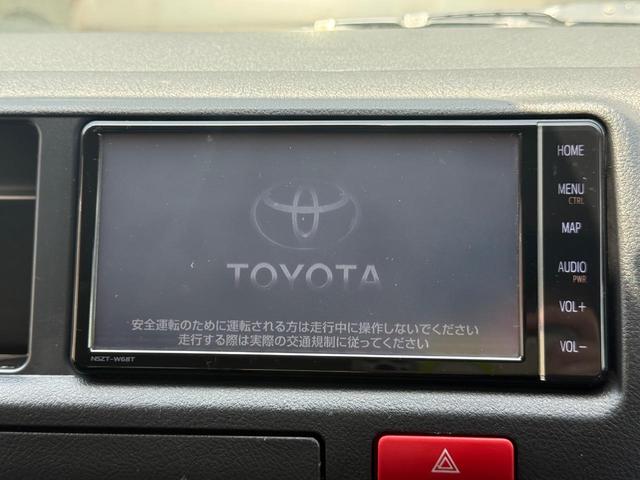 TOYOTA
安全運転のために運転される方は走行中に操作しないでください
走行する際は実際の交通規制に従ってください
NSZT-W68T
HOME
MENU
CTRL
MAP
AUDIO
PWR
VOL+
VOL-